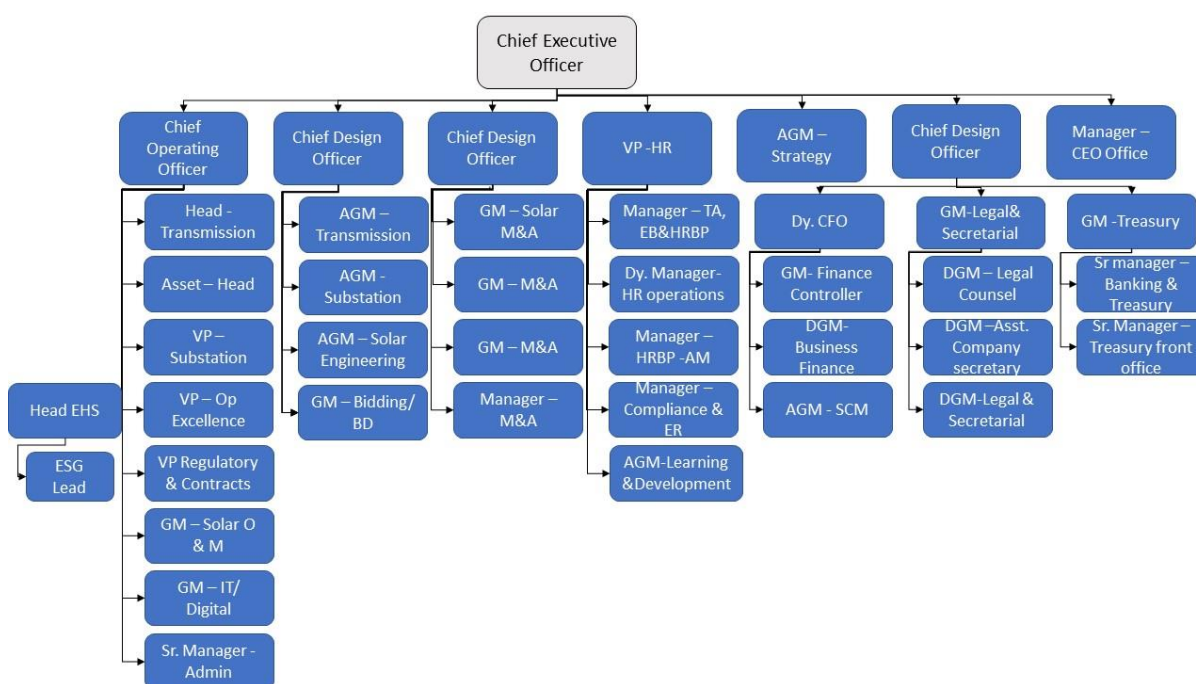 Chief Executive
Officer
Chief
Operating
Officer
Chief Design
Officer
Chief Design
Officer
VP -HR
AGM –
Strategy
Chief Design
Officer
Manager –
CEO Office
Head -
Transmission
Asset – Head
VP –
Substation
VP – Op
Excellence
VP Regulatory
& Contracts
GM – Solar O
& M
GM – IT/
Digital
Sr. Manager -
Admin
Head EHS
ESG
Lead
AGM –
Transmission
AGM -
Substation
AGM – Solar
Engineering
GM – Bidding/
BD
GM – Solar
M&A
GM – M&A
GM – M&A
Manager –
M&A
Manager – TA,
EB&HRBP
Dy. Manager-
HR operations
Manager –
HRBP -AM
Manager –
Compliance &
ER
AGM-Learning
&Development
Dy. CFO
GM- Finance
Controller
DGM-
Business
Finance
AGM - SCM
GM-Legal&
Secretarial
DGM – Legal
Counsel
DGM –Asst.
Company
secretary
DGM-Legal &
Secretarial
GM -Treasury
Sr manager –
Banking &
Treasury
Sr. Manager –
Treasury front
office